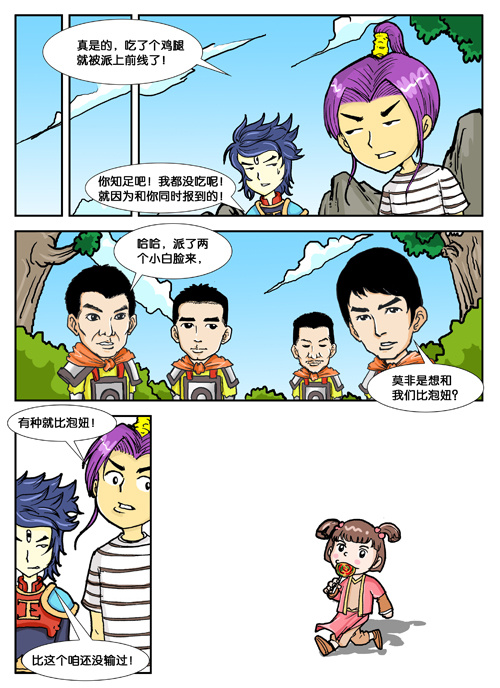 真是的，吃了个鸡腿
就被派上前线了！
你知足吧！我都没吃呢！
就因为和你同时报到的！
哈哈，派了两
个小白脸来，
莫非是想和
我们比泡妞？
有种就比泡妞！
王
比这个咱还没输过！